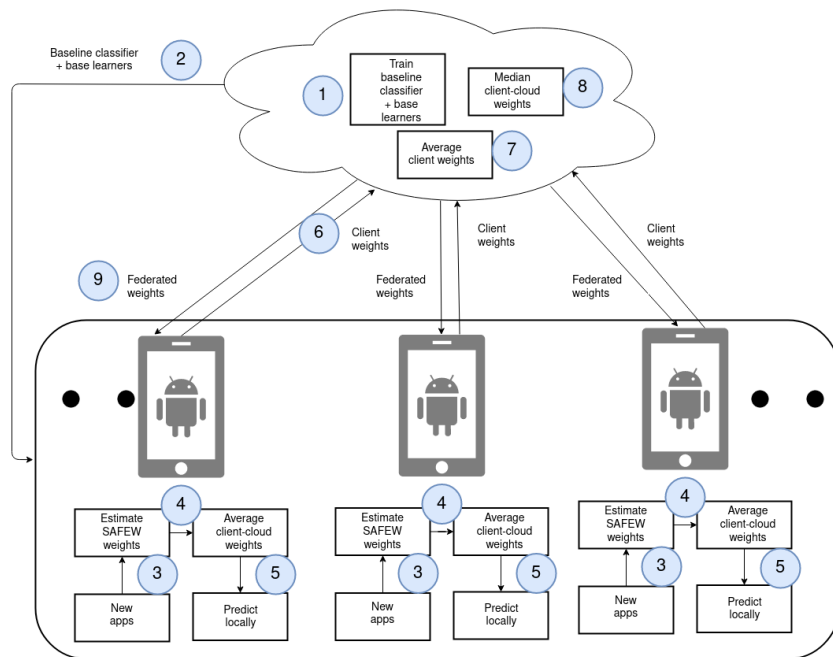 Baseline classifier
+ base learners
2
1
Train
baseline
classifier
+ base
learners
Median
client-cloud
weights
8
Average
client weights
7
6
Client
weights
Client
weights
Client
weights
9
Federated
weights
Federated
weights
Federated
weights
Estimate
SAFEW
weights
4
Average
client-cloud
weights
3
5
New
apps
Predict
locally
Estimate
SAFEW
weights
4
Average
client-cloud
weights
3
5
New
apps
Predict
locally
Estimate
SAFEW
weights
4
Average
client-cloud
weights
3
5
New
apps
Predict
locally